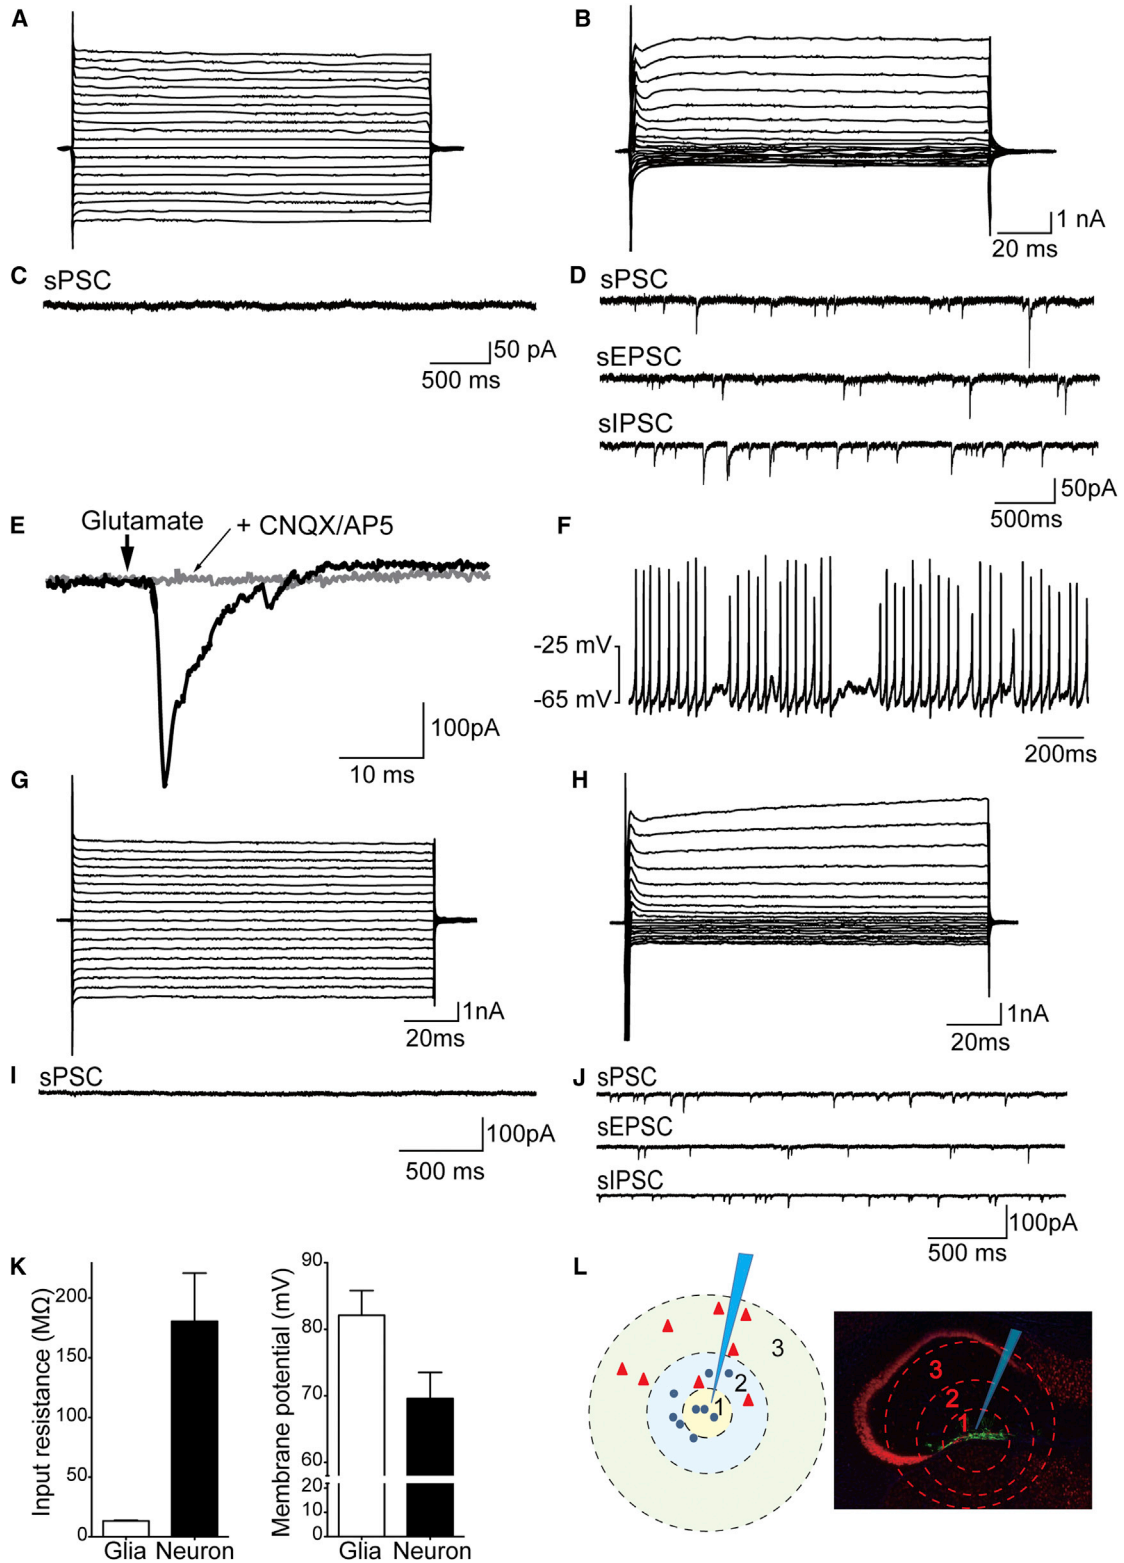 A
B
1 nA
20 ms
C
sPSC
50 pA
500 ms
D
sPSC
sEPSC
sIPSC
50pA
500ms
E
Glutamate
+ CNQX/AP5
100pA
10 ms
F
-25 mV
-65 mV
200ms
G
1nA
20ms
H
1nA
20ms
I
sPSC
100pA
500 ms
J
sPSC
sEPSC
sIPSC
100pA
500 ms
K
Input resistance (MΩ)
200
150
100
50
0
Glia Neuron
Membrane potential (mV)
90
80
70
60
20
10
0
Glia Neuron
L
3
2
1
3
2
1